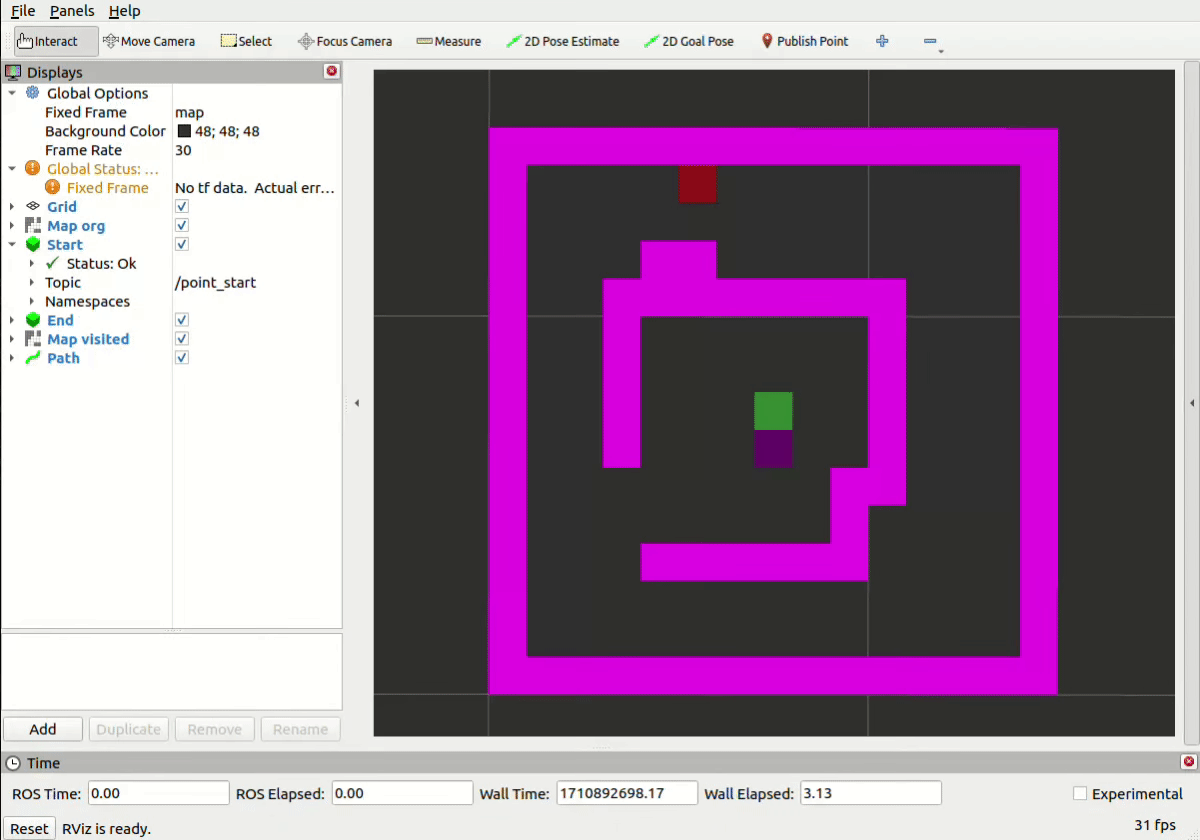 File Panels Help
Interact Move Camera Select Focus Camera Measure 2D Pose Estimate 2D Goal Pose Publish Point
Displays
Global Options
Fixed Frame map
Background Color 48; 48; 48
Frame Rate 30
Global Status: ...
Fixed Frame No tf data. Actual err...
Grid
Map org
Start
Status: Ok
Topic /point_start
Namespaces
End
Map visited
Path
Add Duplicate Remove Rename
Time
ROS Time: 0.00 ROS Elapsed: 0.00 Wall Time: 1710892698.17 Wall Elapsed: 3.13 Experimental
Reset RViz is ready. 31 fps